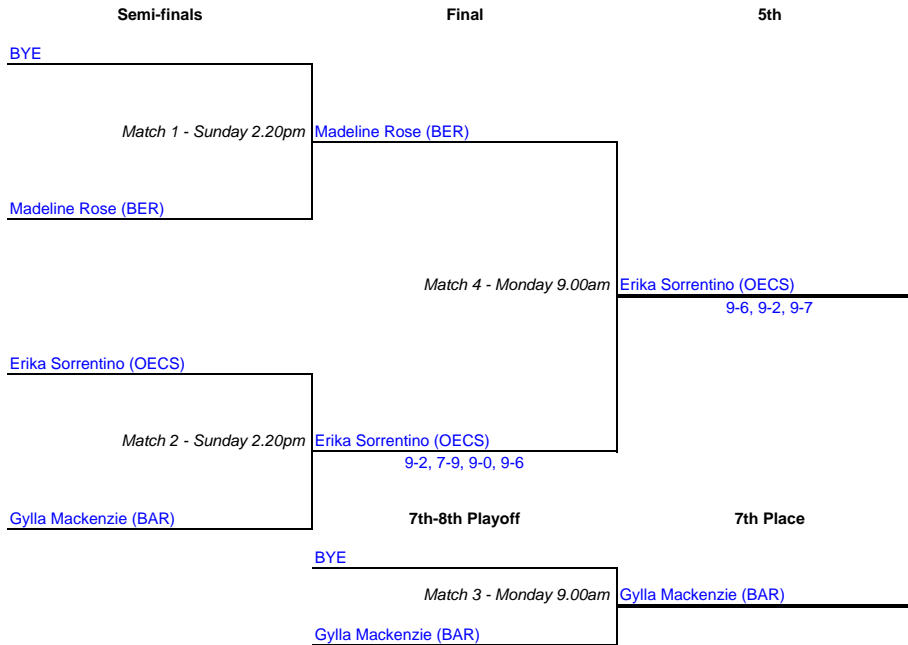 Semi-finals Final 5th
BYE
Match 1 - Sunday 2.20pm Madeline Rose (BER)
Madeline Rose (BER)
Match 4 - Monday 9.00am Erika Sorrentino (OECS)
9-6, 9-2, 9-7
Erika Sorrentino (OECS)
Match 2 - Sunday 2.20pm Erika Sorrentino (OECS)
9-2, 7-9, 9-0, 9-6
Gylla Mackenzie (BAR) 7th-8th Playoff 7th Place
BYE
Match 3 - Monday 9.00am Gylla Mackenzie (BAR)
Gylla Mackenzie (BAR)